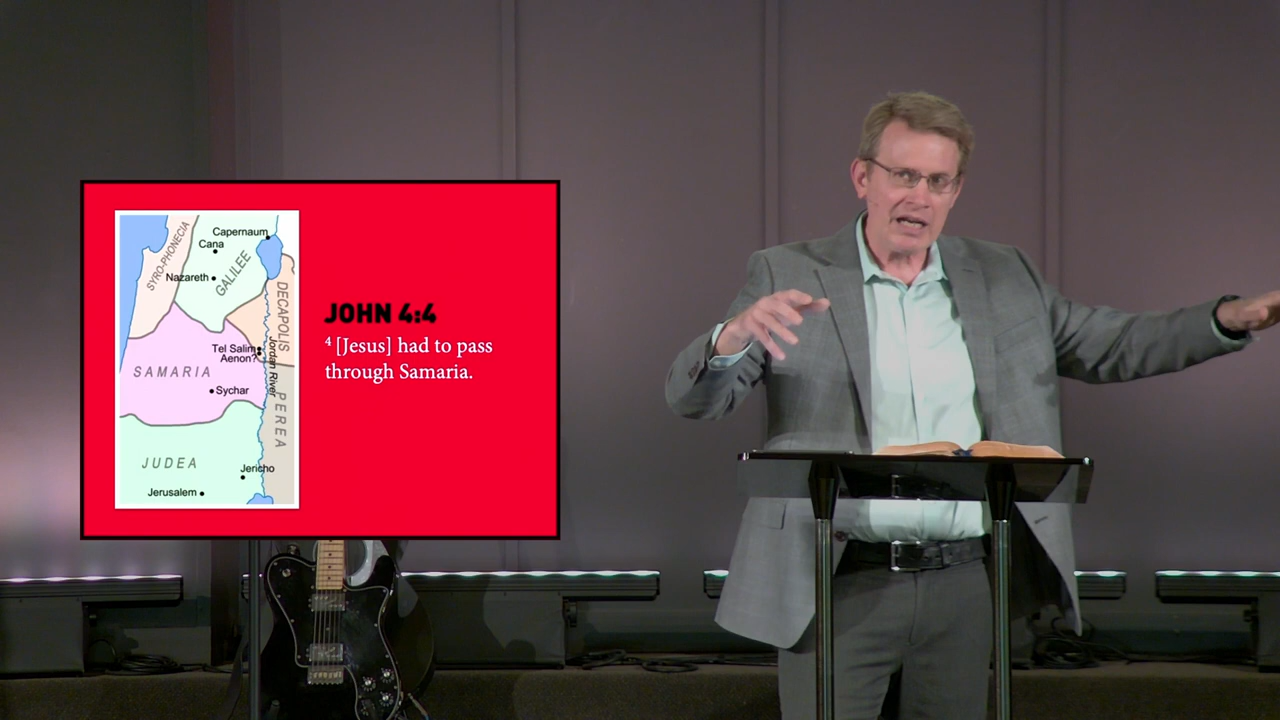 SYRO-PHONECIA
Capernaum
Cana
GALILEE
Nazareth
DECAPOLIS
Tel Salim
Aenon?
Jordan River
SAMARIA
Sychar
PEREA
JUDEA
Jericho
Jerusalem
JOHN 4:4
4 [Jesus] had to pass
through Samaria.